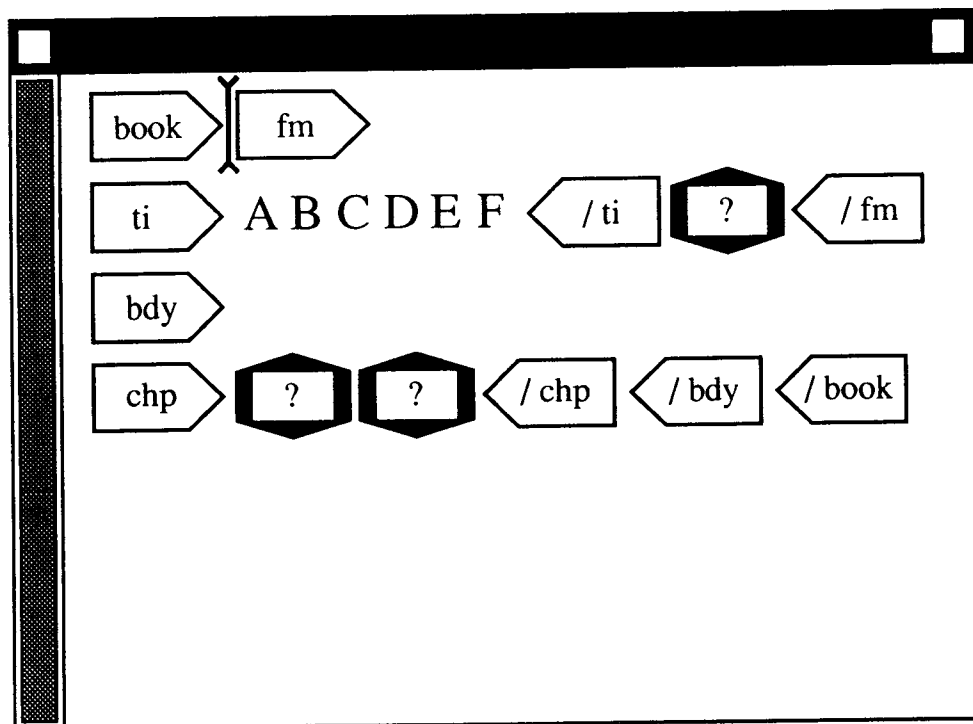 book fm
ti A B C D E F / ti ? / fm
bdy
chp ? ? / chp / bdy / book